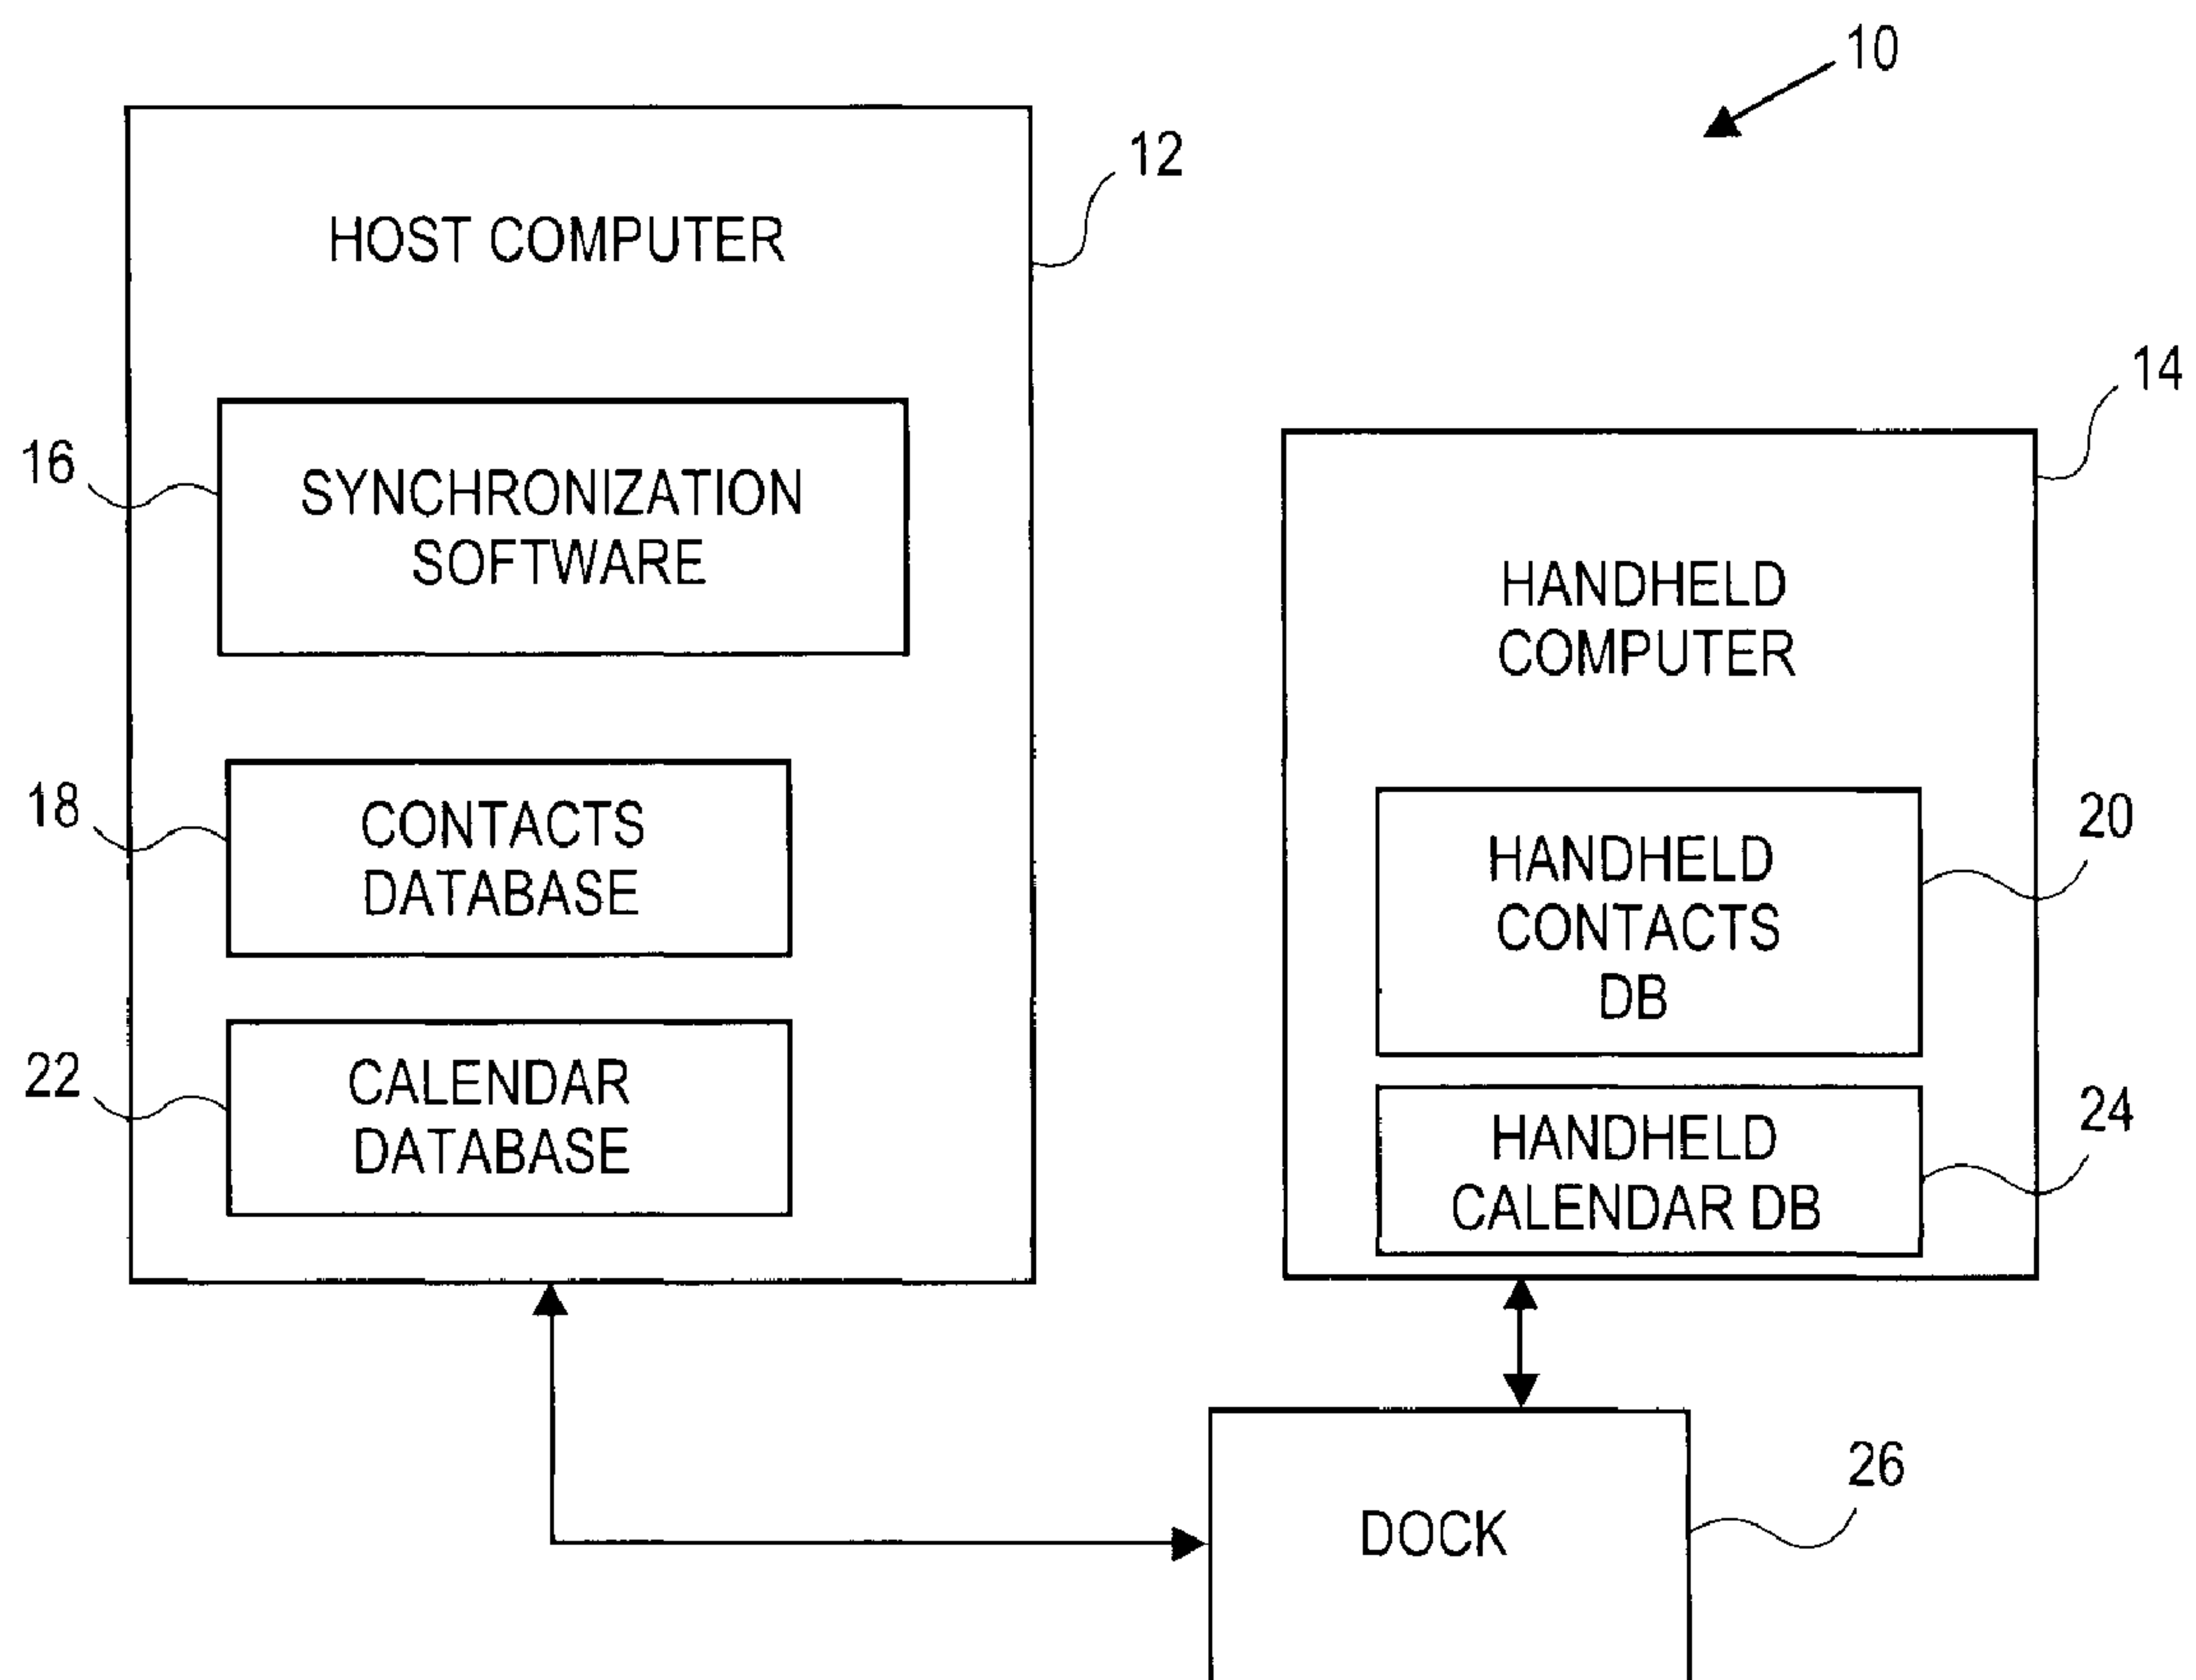 10
12
HOST COMPUTER
14
16
SYNCHRONIZATION
SOFTWARE
HANDHELD
COMPUTER
18
CONTACTS
DATABASE
20
HANDHELD
CONTACTS
DB
22
CALENDAR
DATABASE
24
HANDHELD
CALENDAR DB
26
DOCK